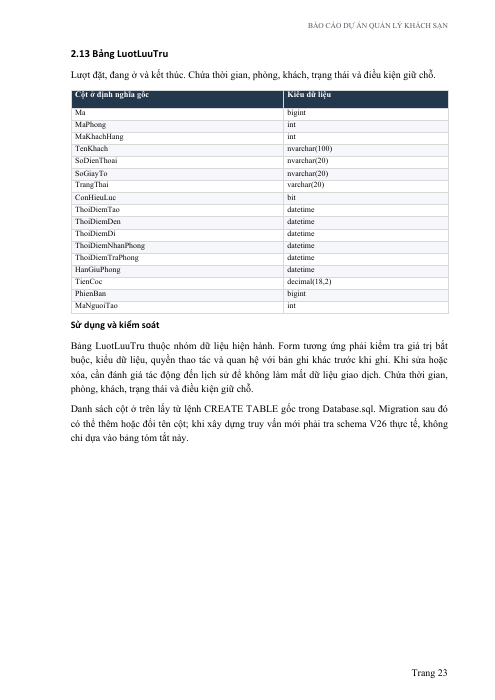 BÁO CÁO DỰ ÁN QUẢN LÝ KHÁCH SẠN
2.13 Bảng LuotLuuTru
Lượt đặt, đang ở và kết thúc. Chứa thời gian, phòng, khách, trạng thái và điều kiện giữ chỗ.
Cột ở định nghĩa gốc Kiểu dữ liệu
Ma bigint
MaPhong int
MaKhachHang int
TenKhach nvarchar(100)
SoDienThoai nvarchar(20)
SoGiayTo nvarchar(20)
TrangThai varchar(20)
ConHieuLuc bit
ThoiDiemTao datetime
ThoiDiemDen datetime
ThoiDiemDi datetime
ThoiDiemNhanPhong datetime
ThoiDiemTraPhong datetime
HanGiuPhong datetime
TienCoc decimal(18,2)
PhienBan bigint
MaNguoiTao int
Sử dụng và kiểm soát
Bảng LuotLuuTru thuộc nhóm dữ liệu hiện hành. Form tương ứng phải kiểm tra giá trị bắt
buộc, kiểu dữ liệu, quyền thao tác và quan hệ với bản ghi khác trước khi ghi. Khi sửa hoặc
xóa, cần đánh giá tác động đến lịch sử để không làm mất dữ liệu giao dịch. Chứa thời gian,
phòng, khách, trạng thái và điều kiện giữ chỗ.
Danh sách cột ở trên lấy từ lệnh CREATE TABLE gốc trong Database.sql. Migration sau đó
có thể thêm hoặc đổi tên cột; khi xây dựng truy vấn mới phải tra schema V26 thực tế, không
chỉ dựa vào bảng tóm tắt này.
Trang 23